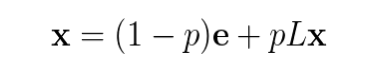 x = (1 − p)e + pLx